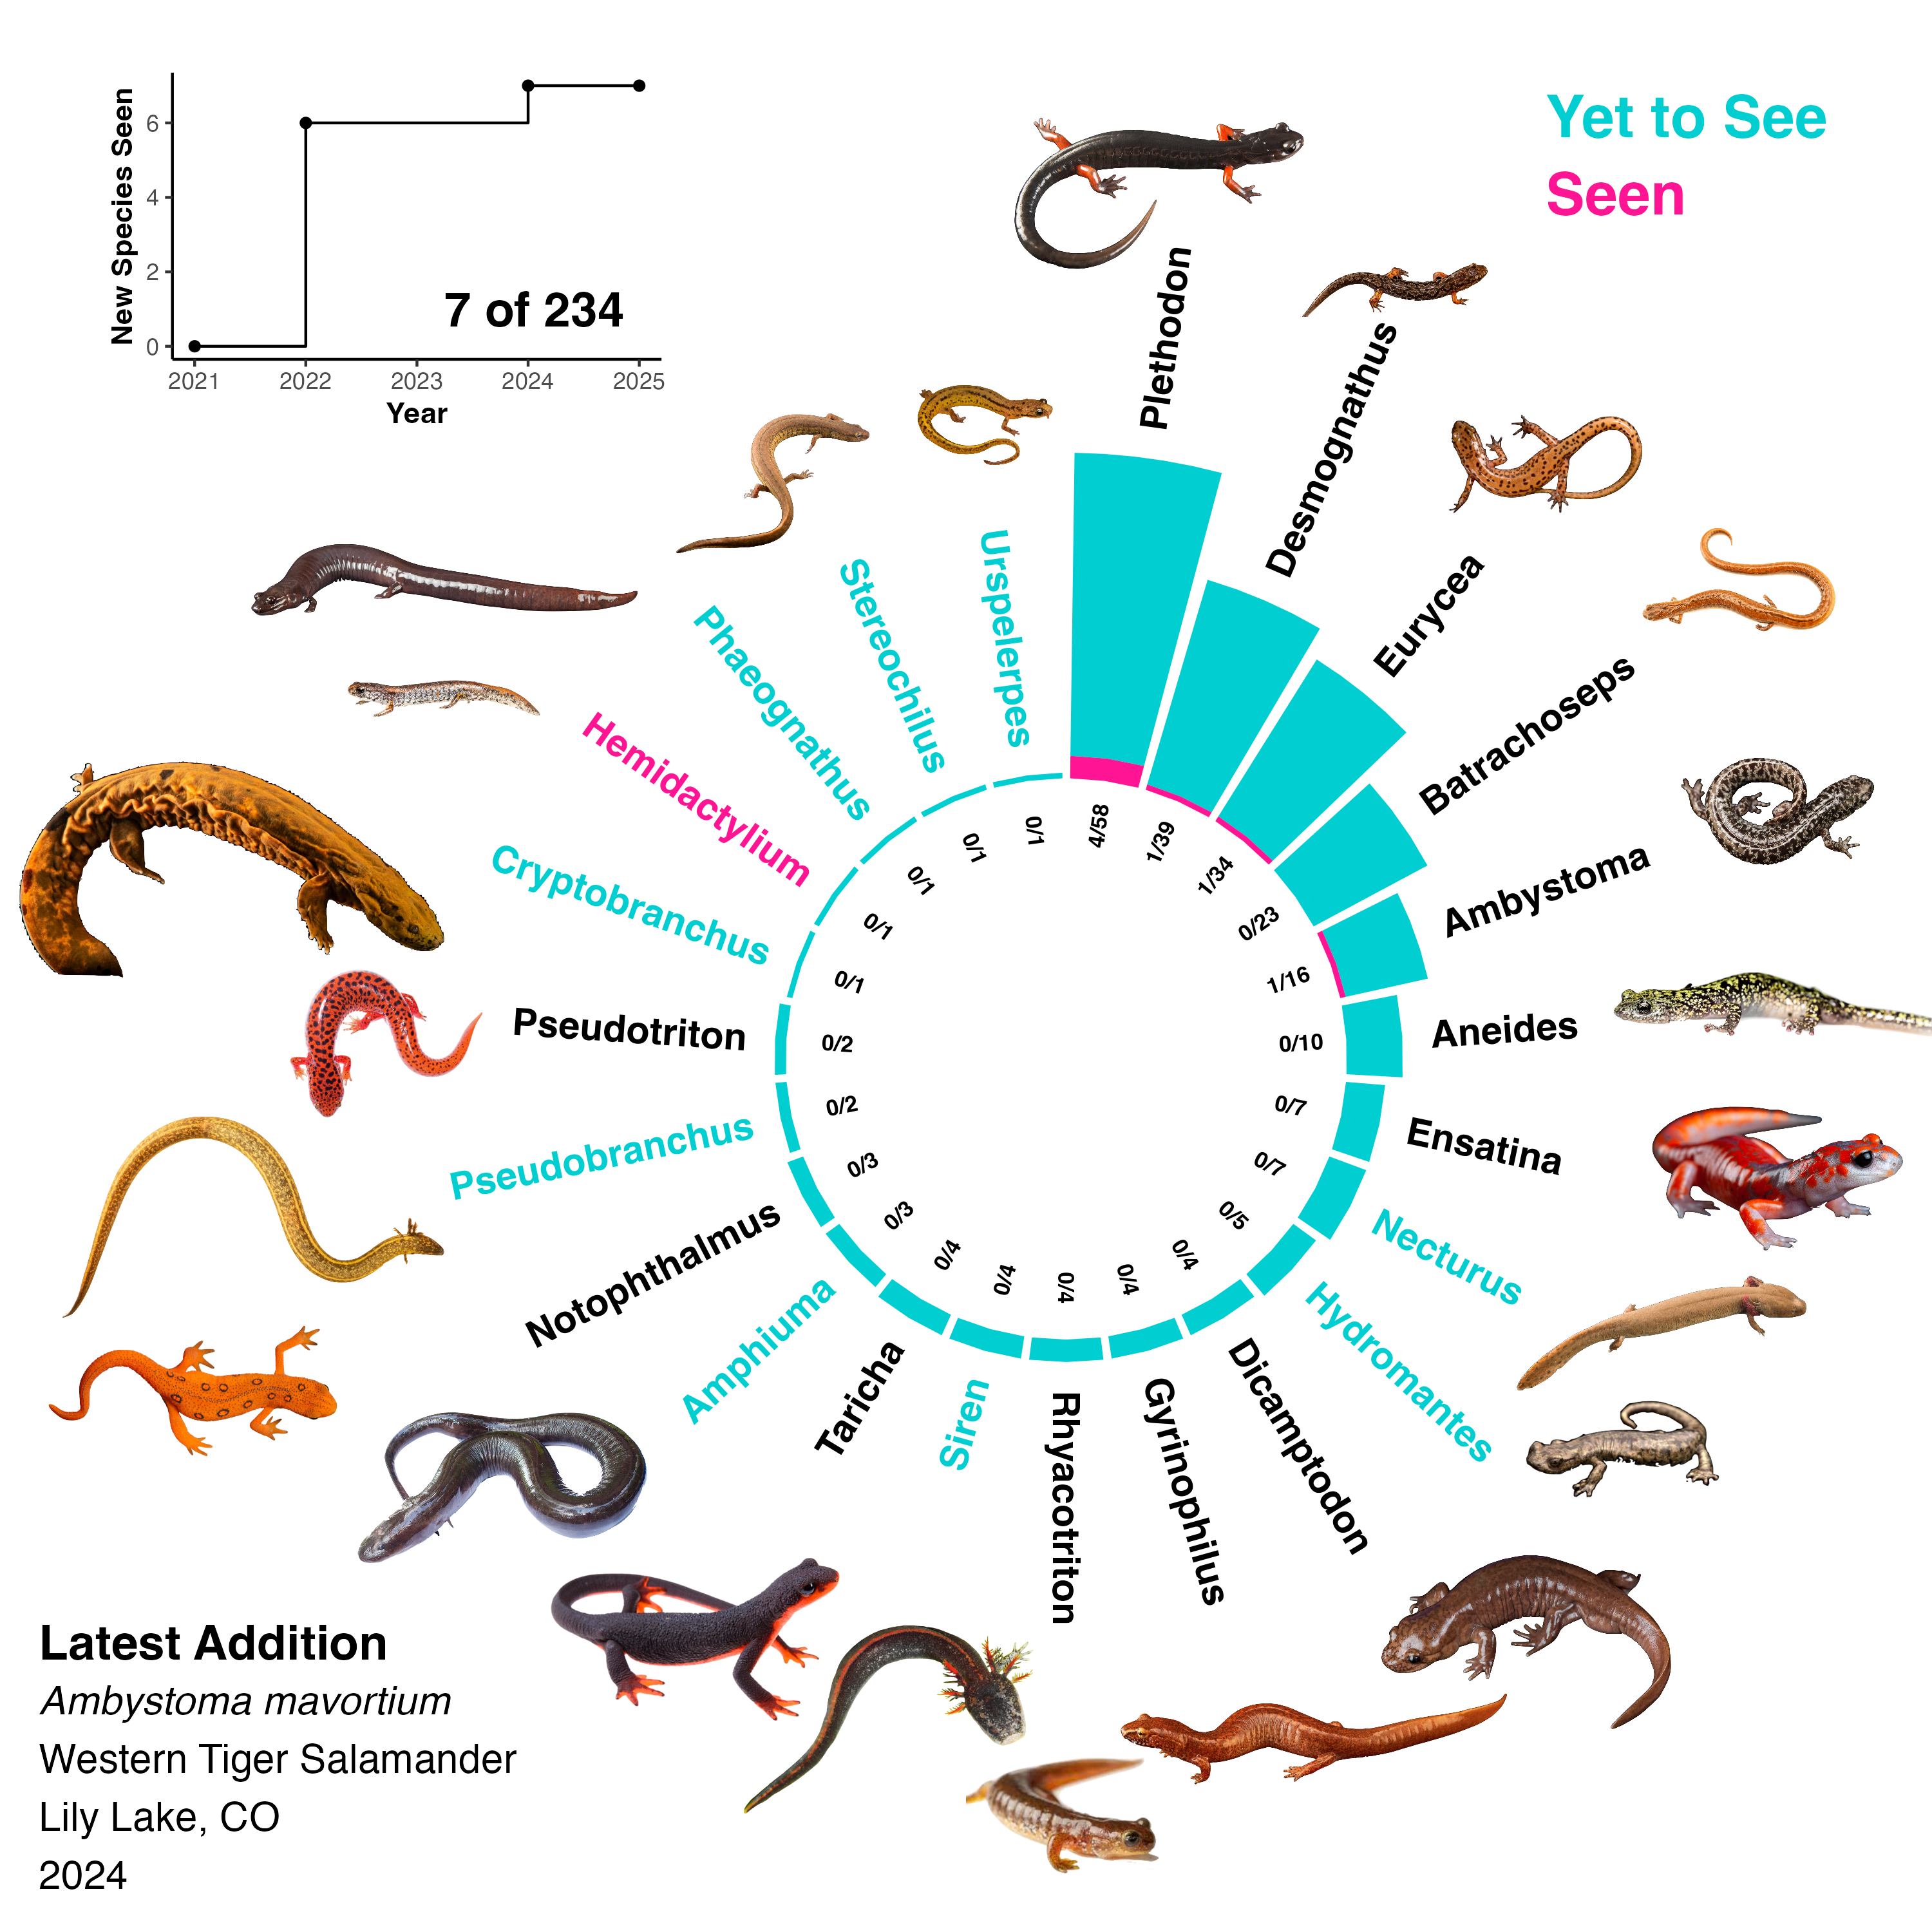 New Species Seen
6
4
2
0
7 of 234
2021 2022 2023 2024 2025
Year
Yet to See
Seen
Plethodon
Desmognathus
Eurycea
Batrachoseps
Ambystoma
Aneides
Ensatina
Necturus
Hydromantes
Dicamptodon
Gyrinophilus
Rhyacotriton
Siren
Taricha
Amphiuma
Notophthalmus
Pseudobranchus
Pseudotriton
Cryptobranchus
Hemidactylium
Phaeognathus
Stereochilus
Urspelerpes
4/58
1/39
1/34
0/23
1/16
0/10
0/7
0/7
0/5
0/4
0/4
0/4
0/4
0/4
0/3
0/3
0/2
0/2
0/1
0/1
0/1
0/1
0/1
Latest Addition
Ambystoma mavortium
Western Tiger Salamander
Lily Lake, CO
2024